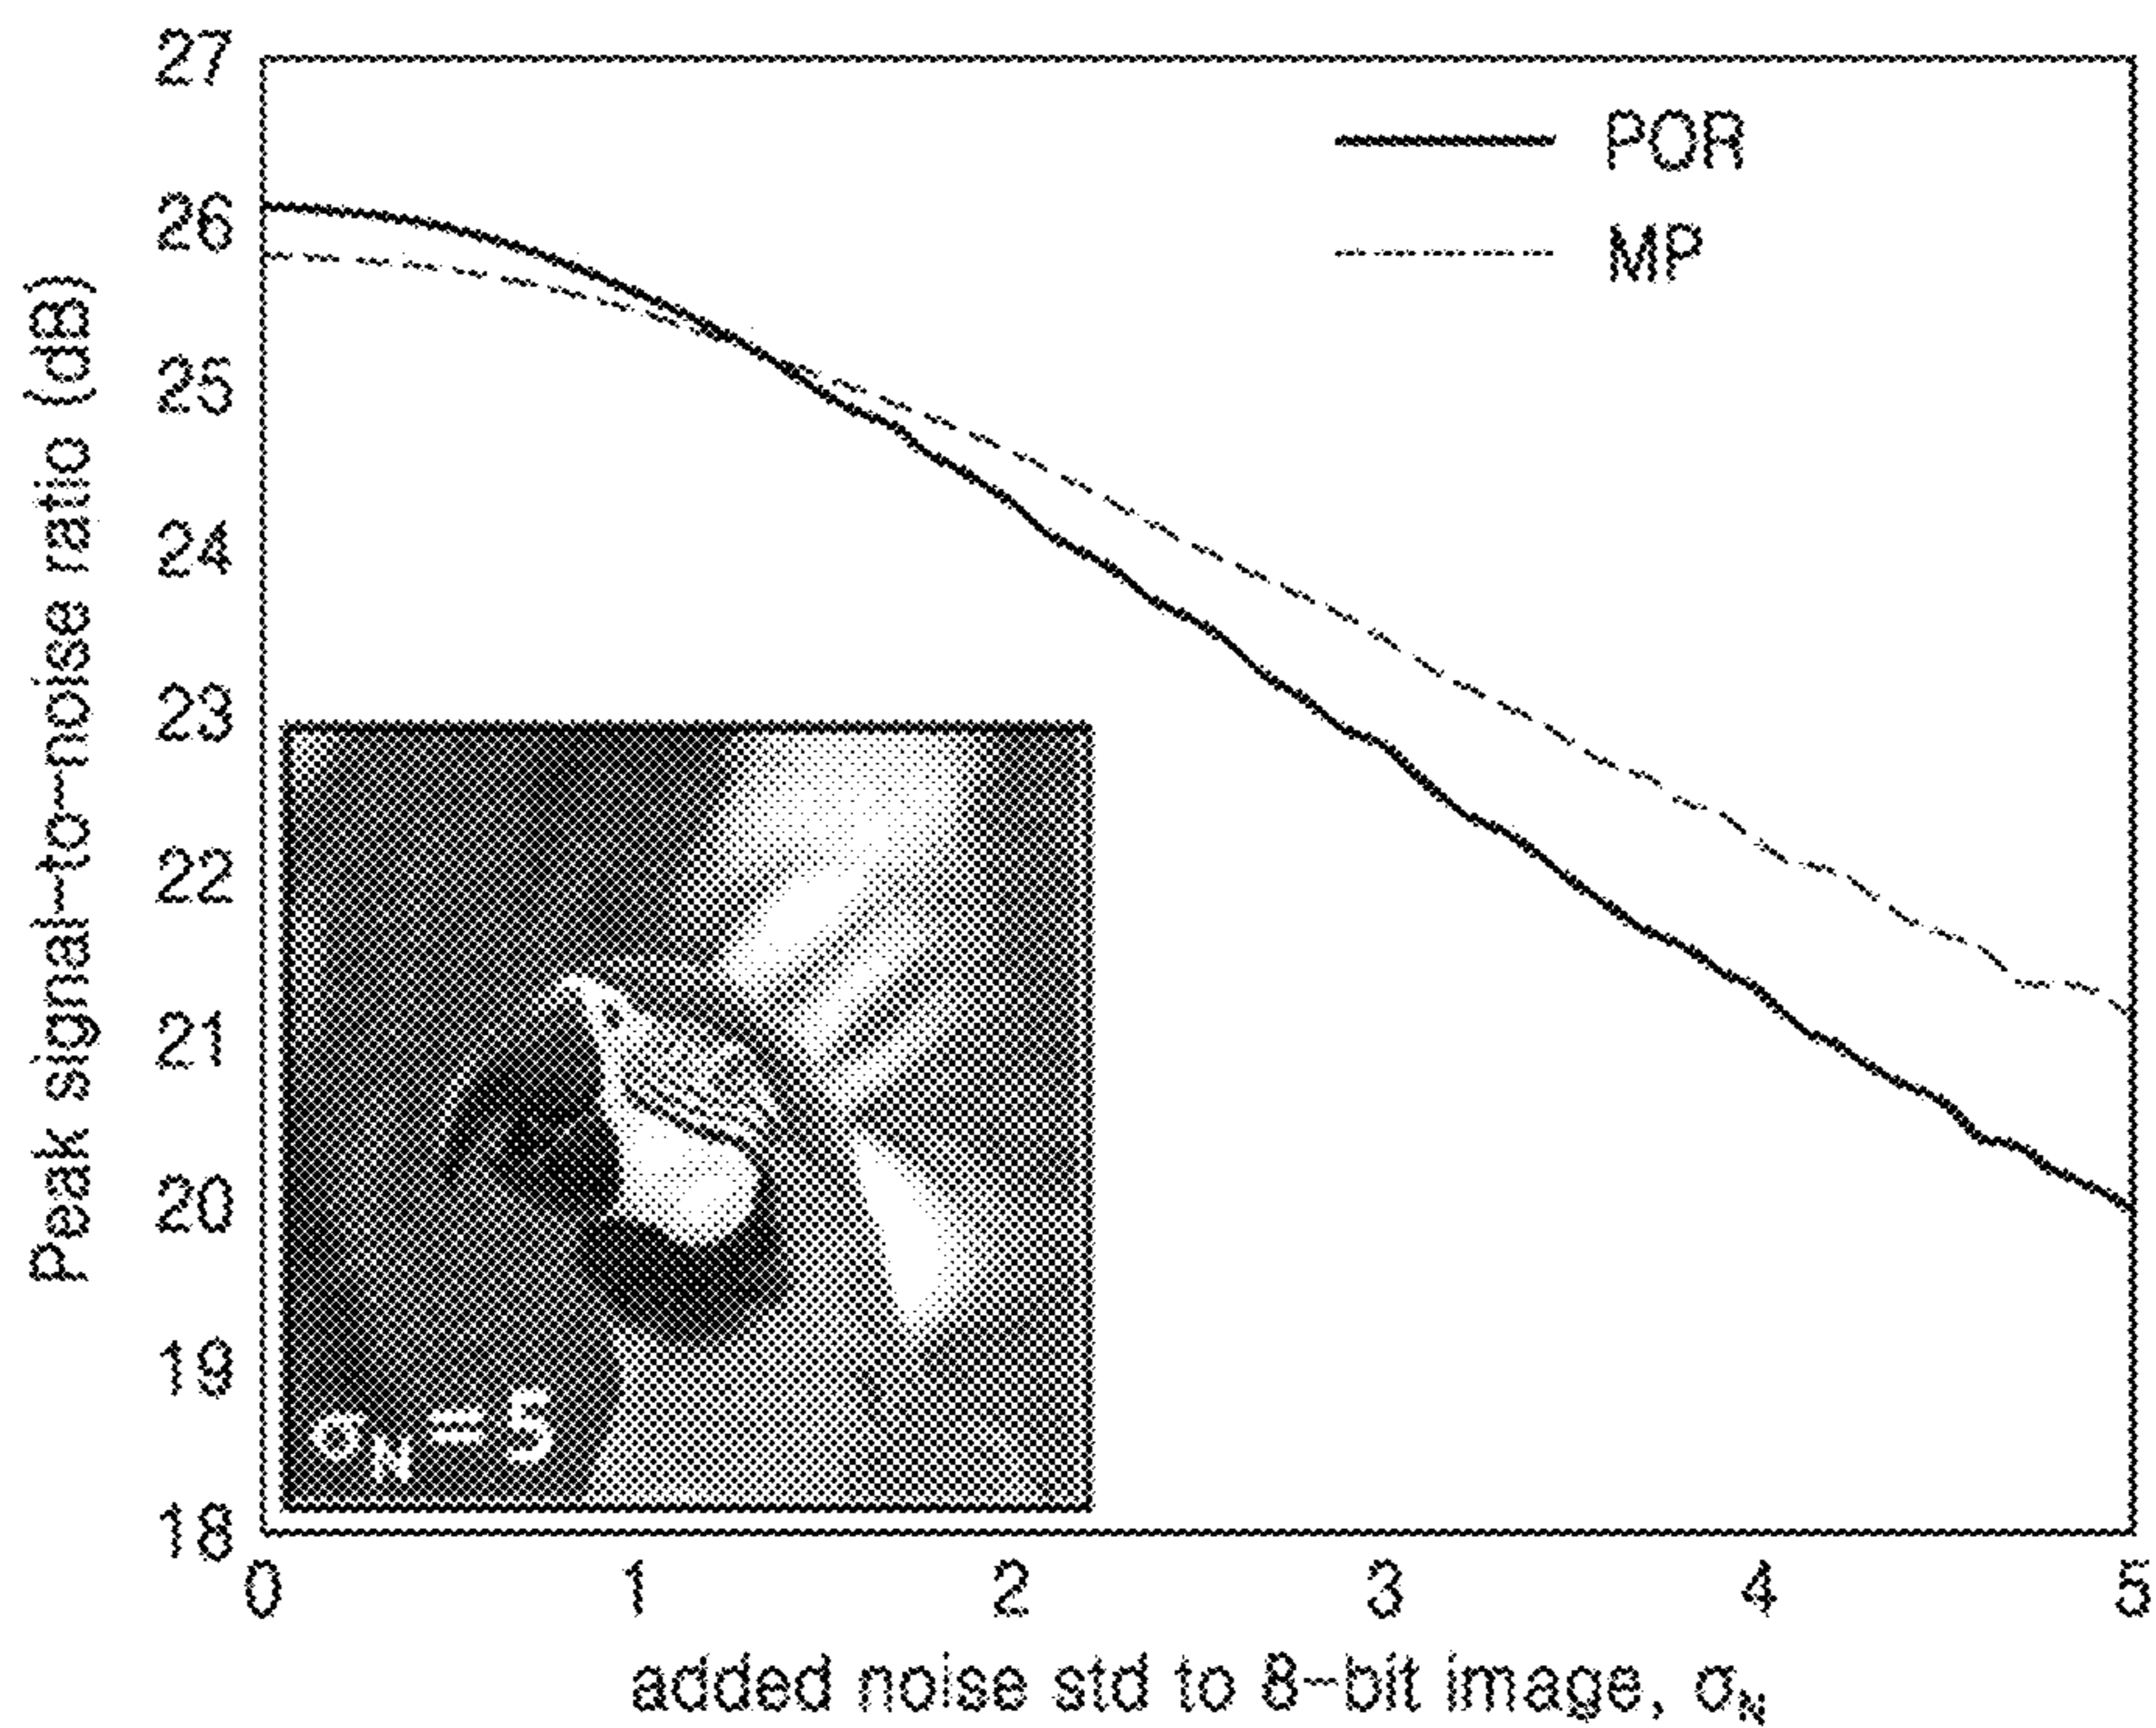 Peak signal-to-noise ratio (dB)
27
26
25
24
23
22
21
20
19
18
POR
MP
σN=5
0 1 2 3 4 5
added noise std to 8-bit image, σN